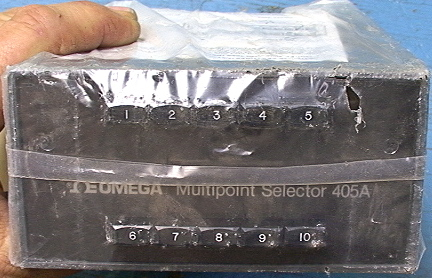 1 2 3 4 5
OMEGA Multipoint Selector 405A
6 7 8 9 10